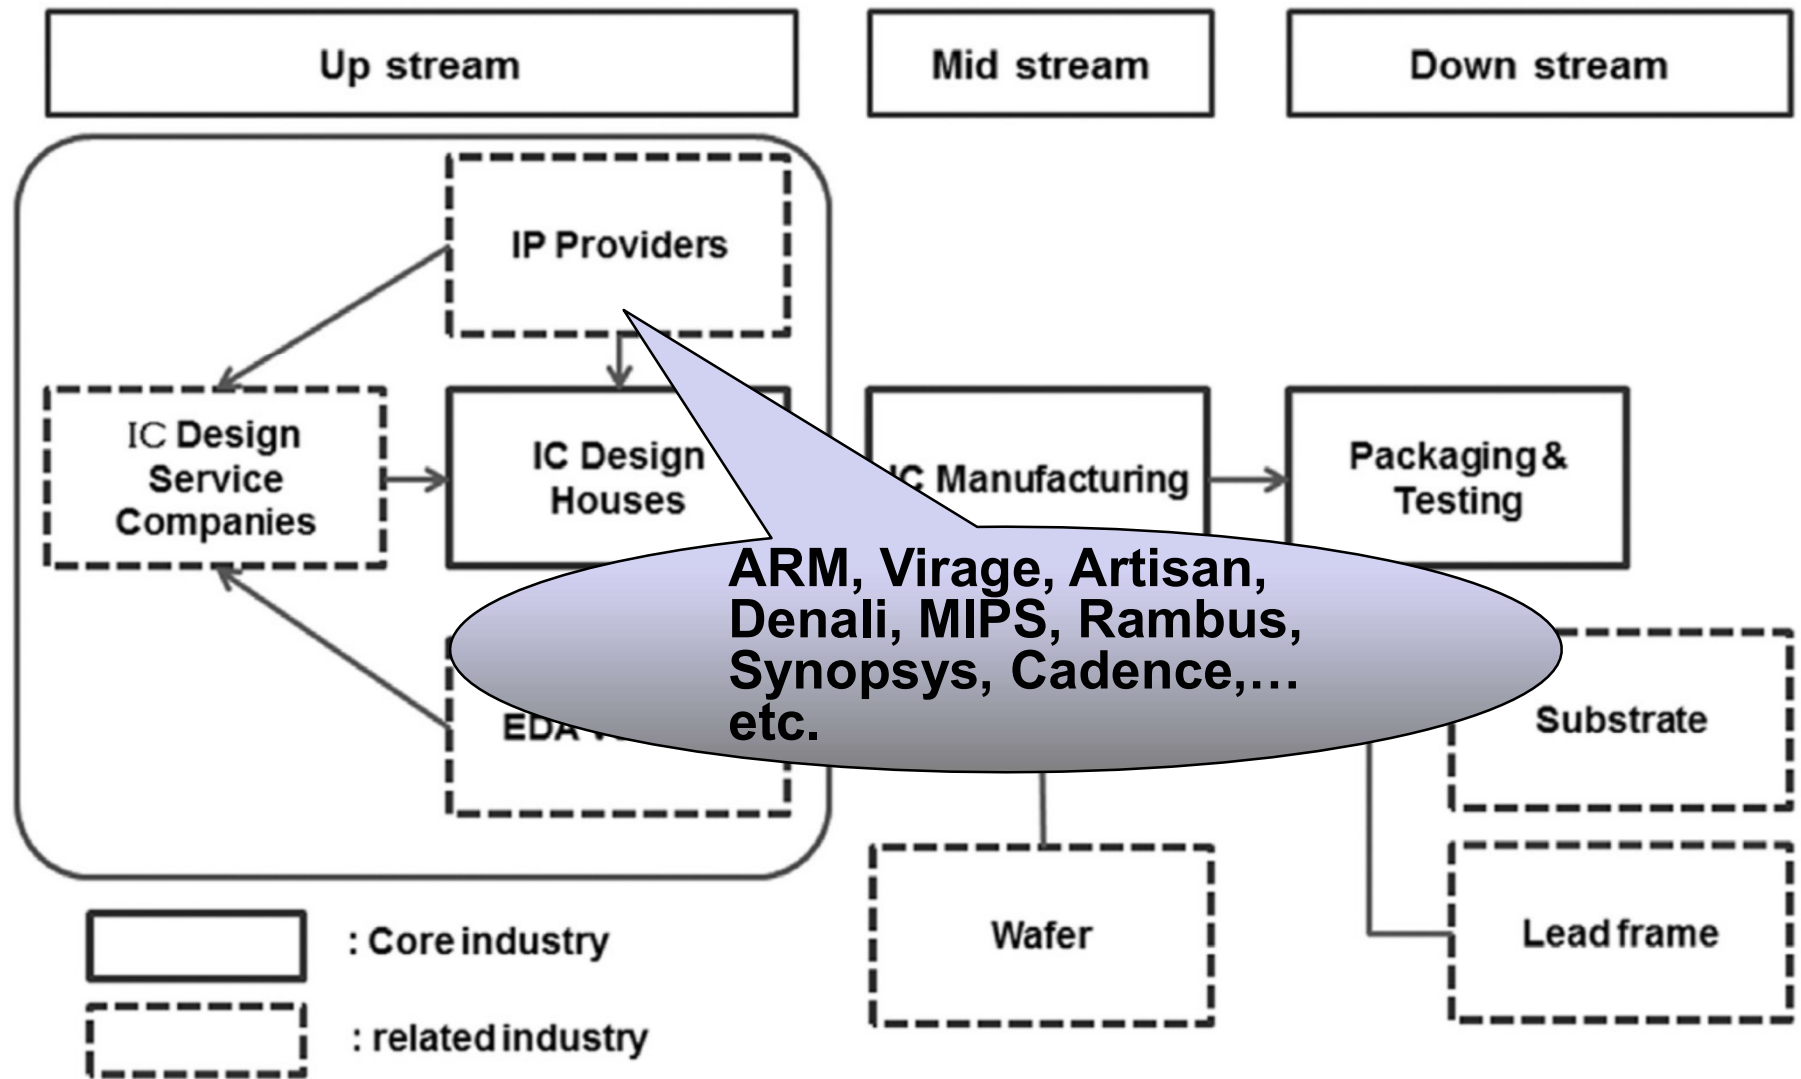 Up stream
Mid stream
Down stream
IP Providers
IC Design
Service
Companies
IC Design
Houses
C Manufacturing
Packaging &
Testing
ARM, Virage, Artisan,
Denali, MIPS, Rambus,
Synopsys, Cadence,…
etc.
EDA
Substrate
Wafer
Lead frame
: Core industry
: related industry